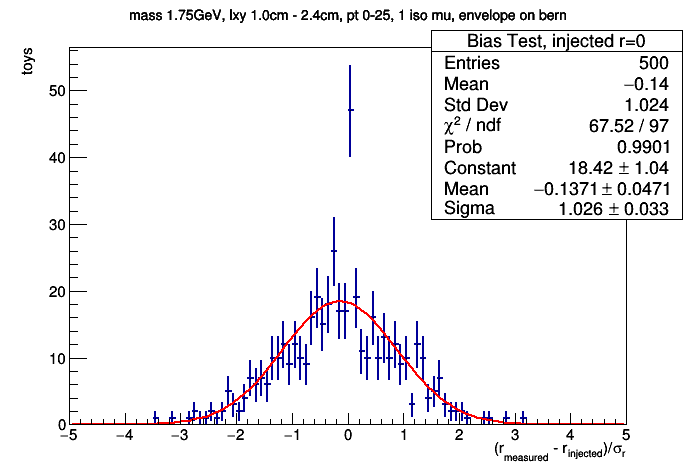 mass 1.75GeV, lxy 1.0cm - 2.4cm, pt 0-25, 1 iso mu, envelope on bern
toys
Bias Test, injected r=0
Entries 500
Mean −0.14
Std Dev 1.024
χ² / ndf 67.52 / 97
Prob 0.9901
Constant 18.42 ± 1.04
Mean −0.1371 ± 0.0471
Sigma 1.026 ± 0.033
50
40
30
20
10
0
−5 −4 −3 −2 −1 0 1 2 3 4 5
(r_measured - r_injected)/σ_r